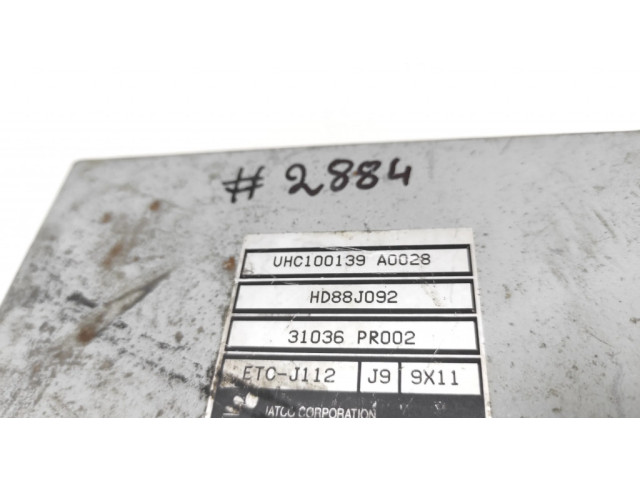 # 2884
UHC100139 A0028
HD88J092
31036 PR002
ETC-J112 J9 9X11
JATCO CORPORATION